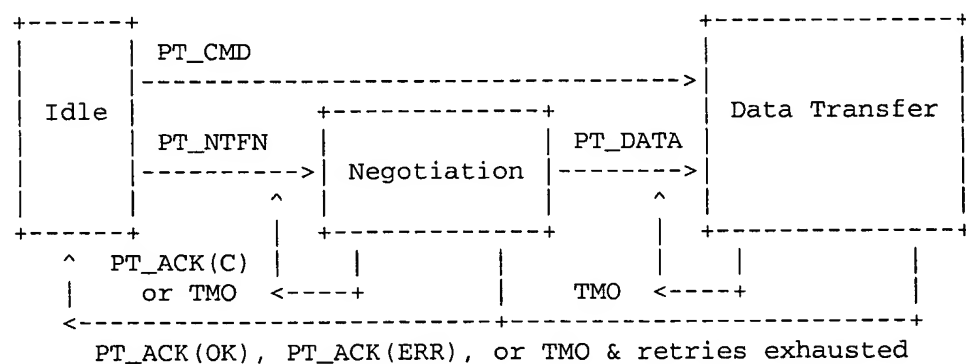 PT_CMD
Idle
Data Transfer
PT_NTFN
PT_DATA
Negotiation
PT_ACK(C)
or TMO
TMO
PT_ACK(OK), PT_ACK(ERR), or TMO & retries exhausted